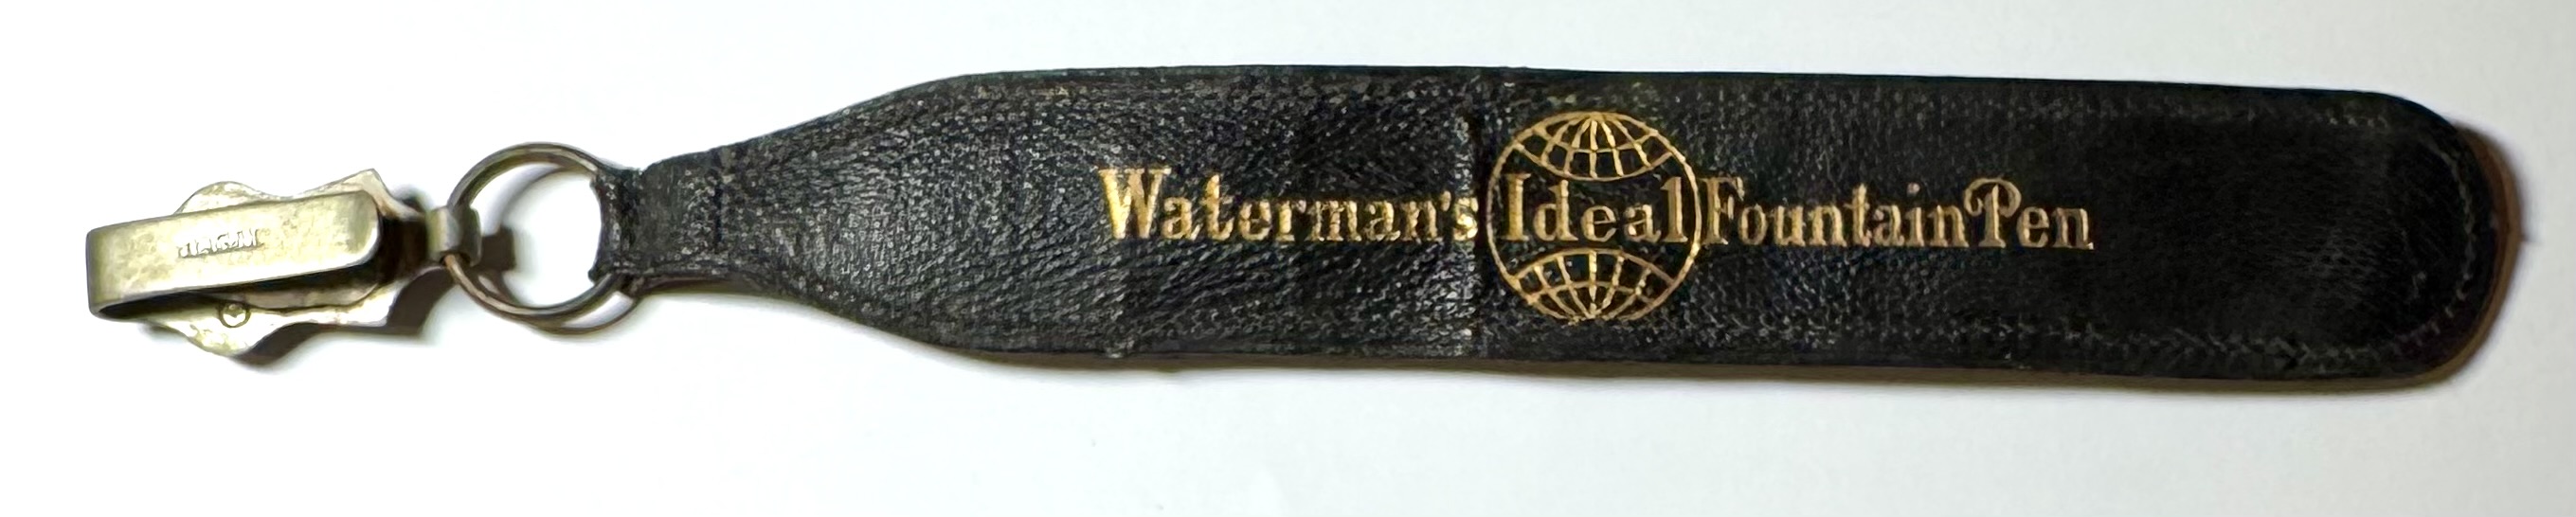 Waterman's Ideal Fountain Pen